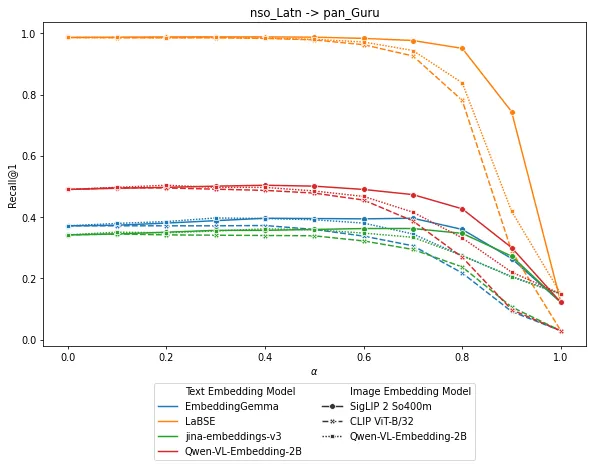 nso_Latn -> pan_Guru
Recall@1
1.0
0.8
0.6
0.4
0.2
0.0
0.0 0.2 0.4 0.6 0.8 1.0
α
Text Embedding Model
EmbeddingGemma
LaBSE
jina-embeddings-v3
Qwen-VL-Embedding-2B
Image Embedding Model
SigLIP 2 So400m
CLIP ViT-B/32
Qwen-VL-Embedding-2B